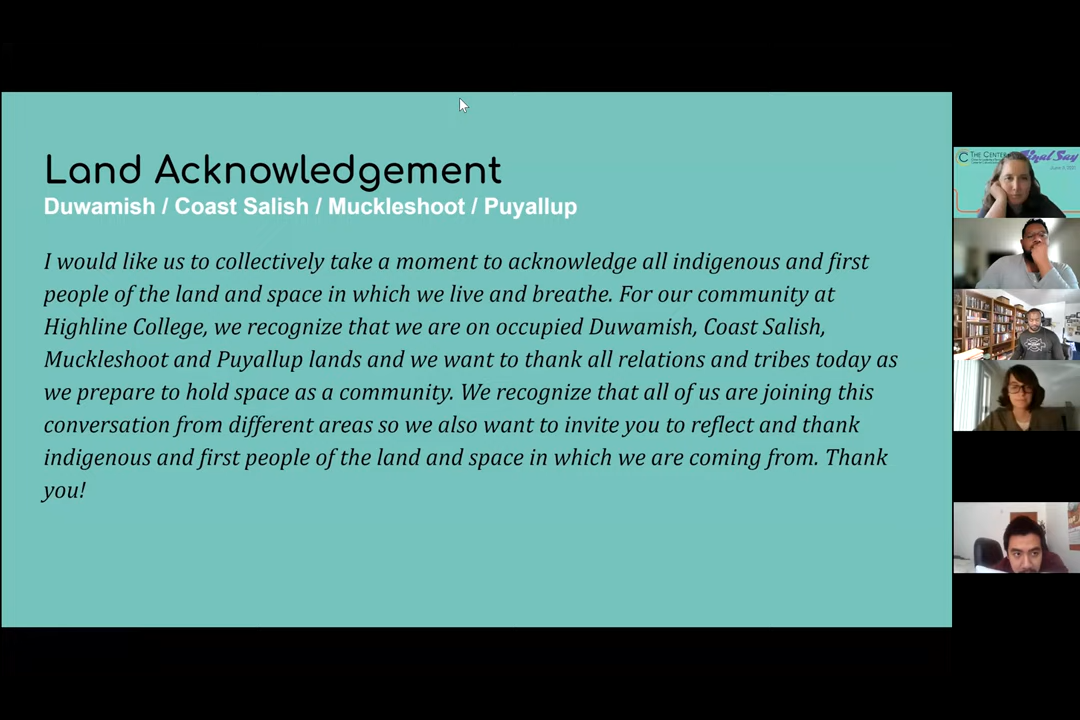 Land Acknowledgement
Duwamish / Coast Salish / Muckleshoot / Puyallup
I would like us to collectively take a moment to acknowledge all indigenous and first
people of the land and space in which we live and breathe. For our community at
Highline College, we recognize that we are on occupied Duwamish, Coast Salish,
Muckleshoot and Puyallup lands and we want to thank all relations and tribes today as
we prepare to hold space as a community. We recognize that all of us are joining this
conversation from different areas so we also want to invite you to reflect and thank
indigenous and first people of the land and space in which we are coming from. Thank
you!
THE CENTER
Final Say